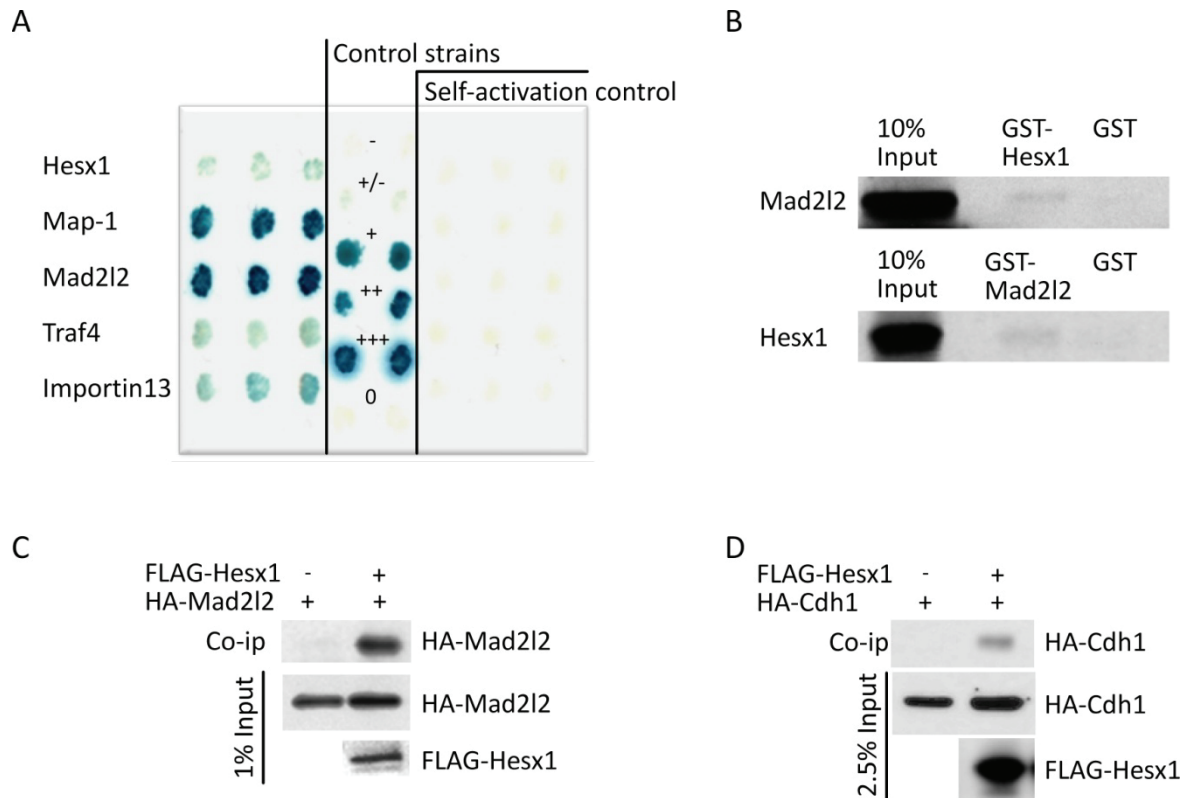 A
Control strains
Self-activation control
Hesx1
Map-1
Mad2l2
Traf4
Importin13
-
+/-
+
++
+++
0
B
10% Input GST-Hesx1 GST
Mad2l2
10% Input GST-Mad2l2 GST
Hesx1
C
FLAG-Hesx1 - +
HA-Mad2l2 + +
Co-ip HA-Mad2l2
1% Input
HA-Mad2l2
FLAG-Hesx1
D
FLAG-Hesx1 - +
HA-Cdh1 + +
Co-ip HA-Cdh1
2.5% Input
HA-Cdh1
FLAG-Hesx1